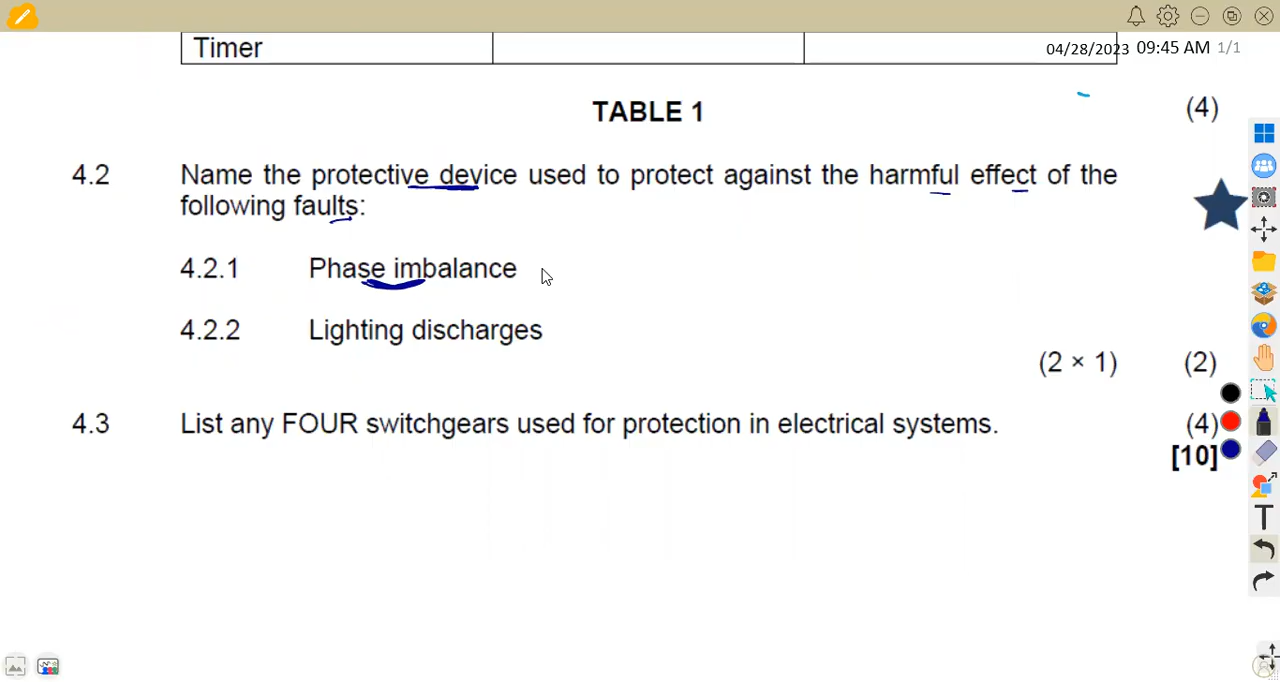 Timer
04/28/2023 09:45 AM 1/1
TABLE 1
(4)
4.2 Name the protective device used to protect against the harmful effect of the
following faults:
4.2.1 Phase imbalance
4.2.2 Lighting discharges
(2 × 1) (2)
4.3 List any FOUR switchgears used for protection in electrical systems. (4)
[10]